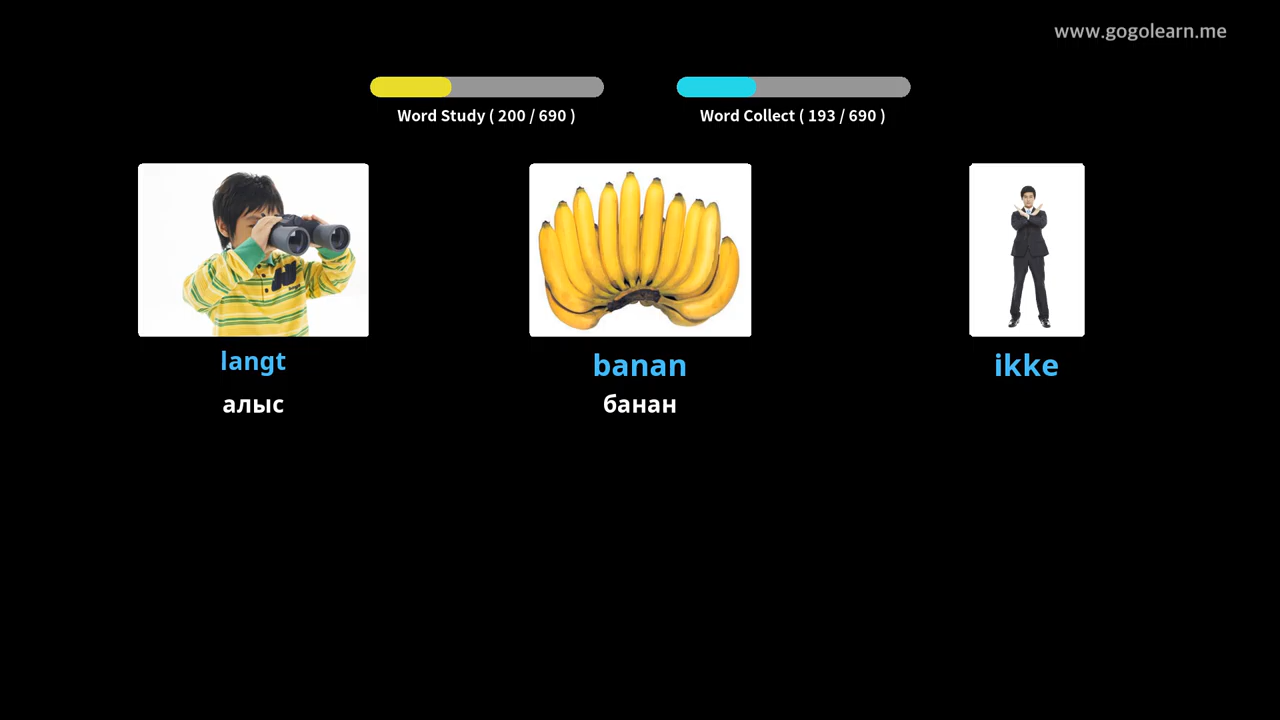 www.gogolearn.me
Word Study ( 200 / 690 )
Word Collect ( 193 / 690 )
langt
алыс
banan
банан
ikke